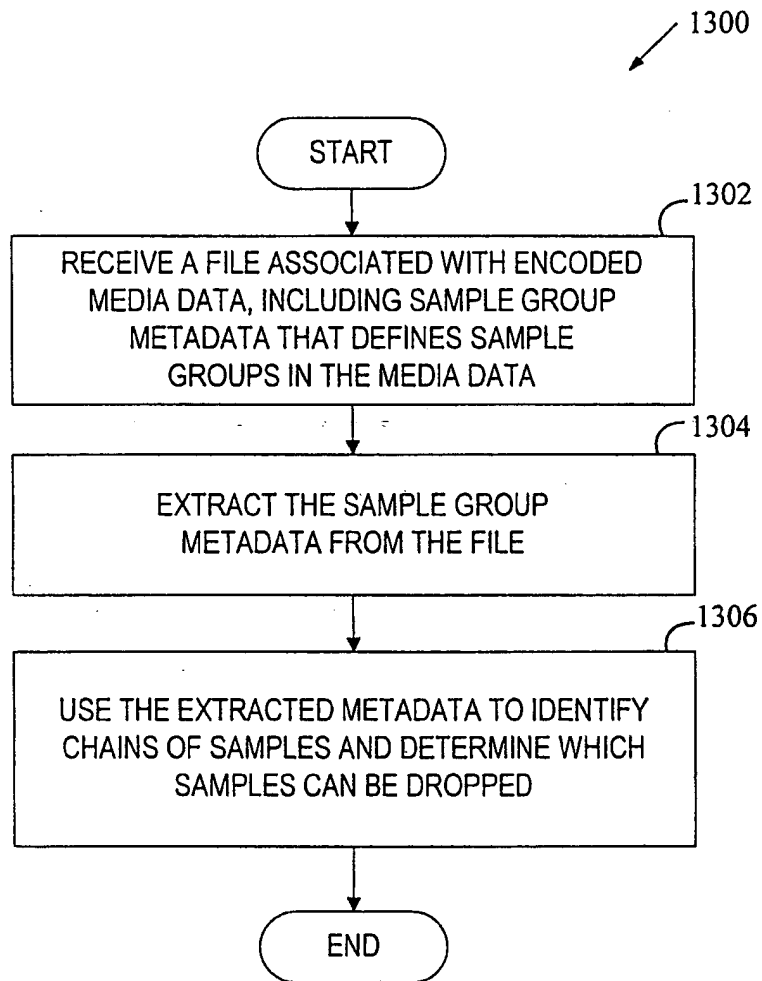 1300
START
1302
RECEIVE A FILE ASSOCIATED WITH ENCODED
MEDIA DATA, INCLUDING SAMPLE GROUP
METADATA THAT DEFINES SAMPLE
GROUPS IN THE MEDIA DATA
1304
EXTRACT THE SAMPLE GROUP
METADATA FROM THE FILE
1306
USE THE EXTRACTED METADATA TO IDENTIFY
CHAINS OF SAMPLES AND DETERMINE WHICH
SAMPLES CAN BE DROPPED
END